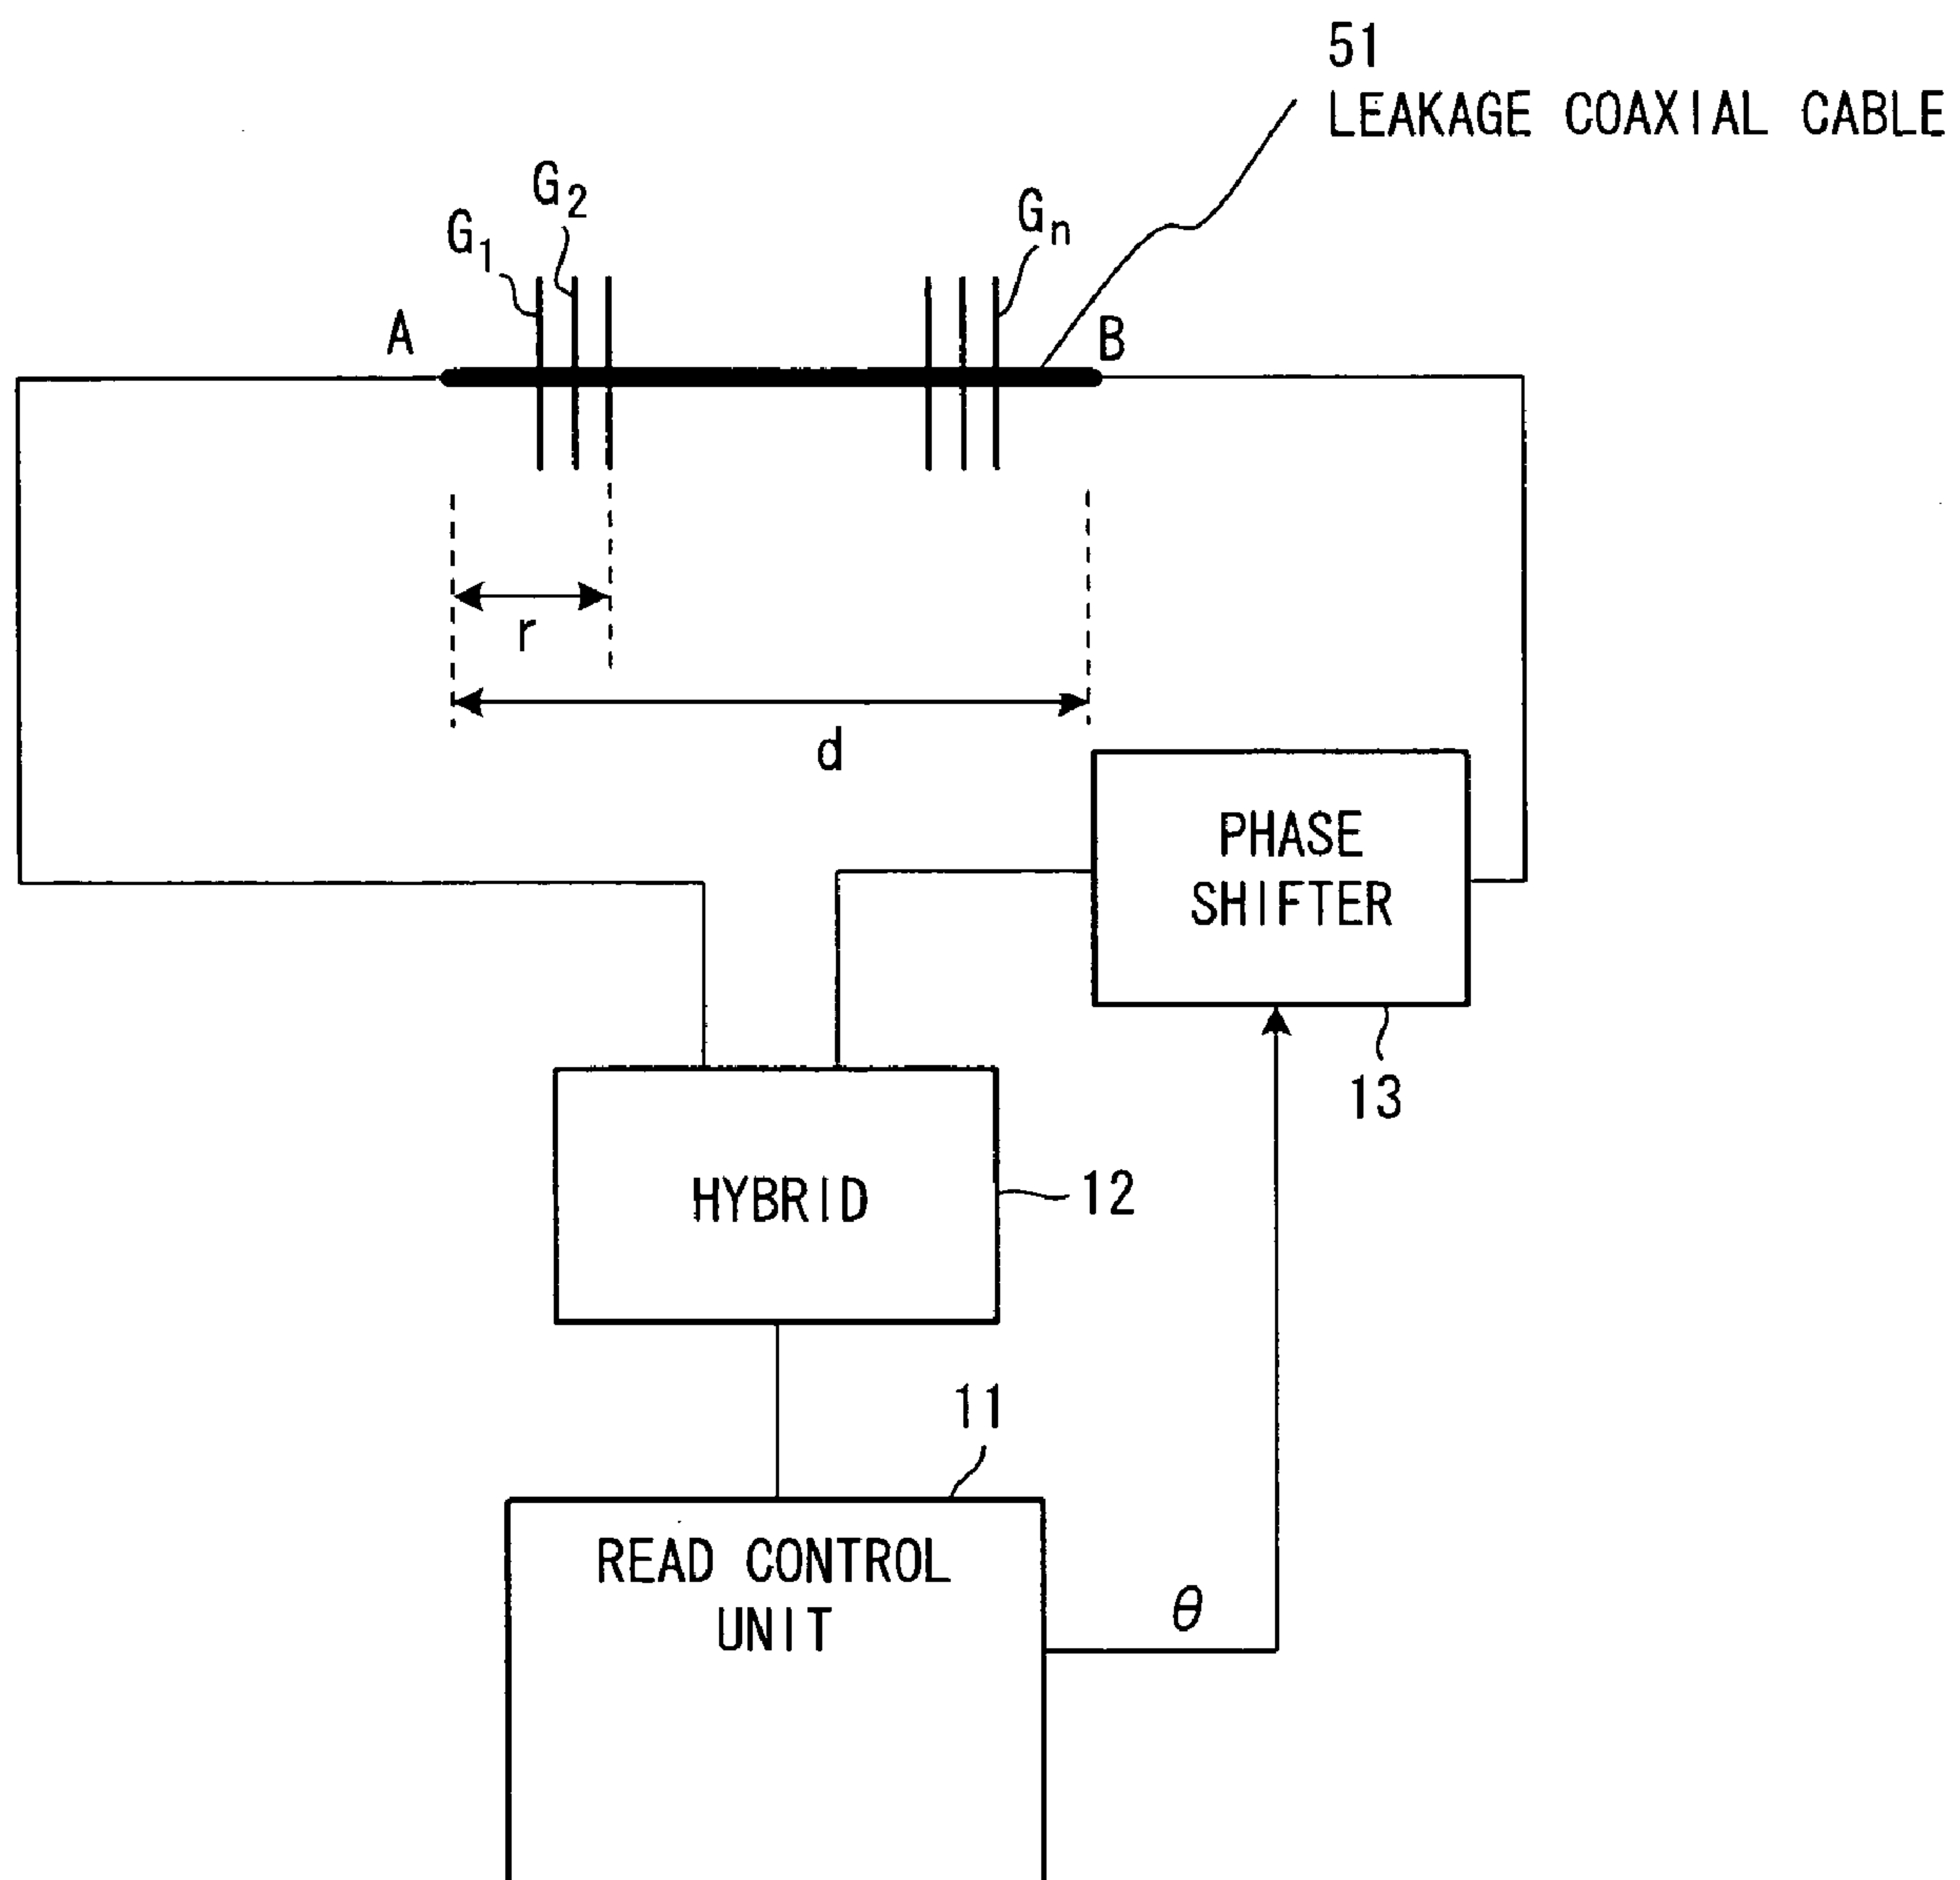 51
LEAKAGE COAXIAL CABLE
G2
G1
Gn
A
B
r
d
PHASE
SHIFTER
13
HYBRID
12
11
READ CONTROL
UNIT
θ